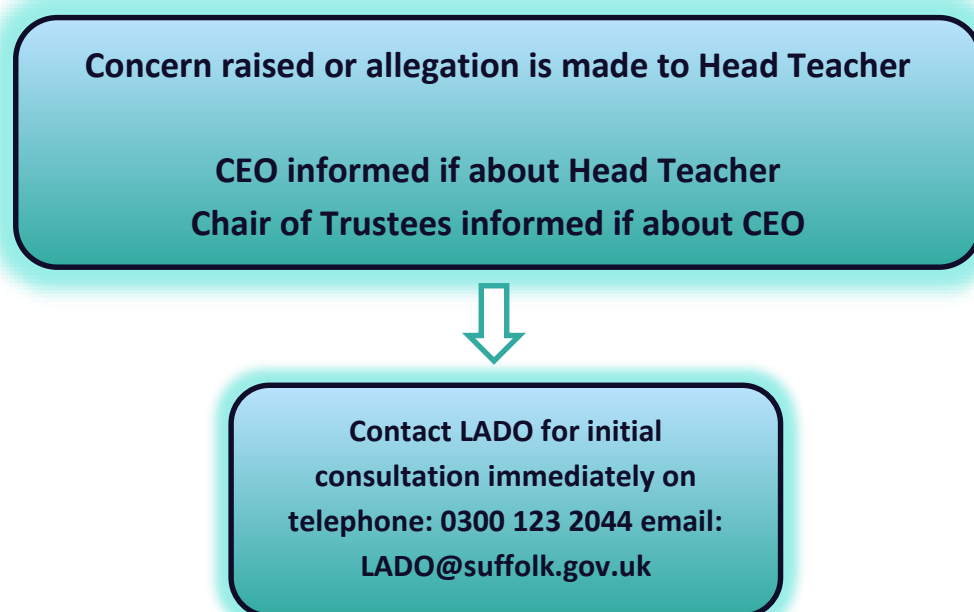 Concern raised or allegation is made to Head Teacher
CEO informed if about Head Teacher
Chair of Trustees informed if about CEO
Contact LADO for initial
consultation immediately on
telephone: 0300 123 2044 email:
LADO@suffolk.gov.uk